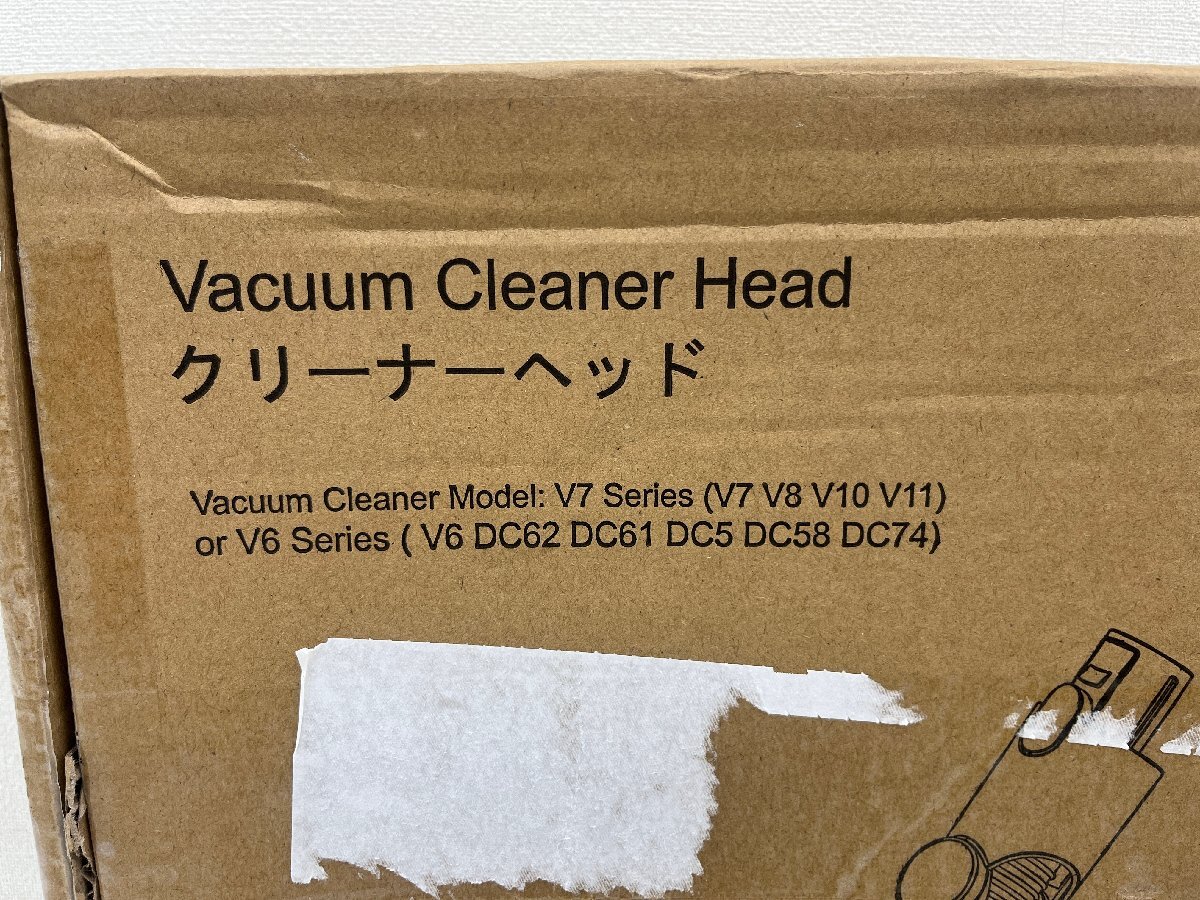 Vacuum Cleaner Head
クリーナーヘッド
Vacuum Cleaner Model: V7 Series (V7 V8 V10 V11)
or V6 Series ( V6 DC62 DC61 DC5 DC58 DC74)